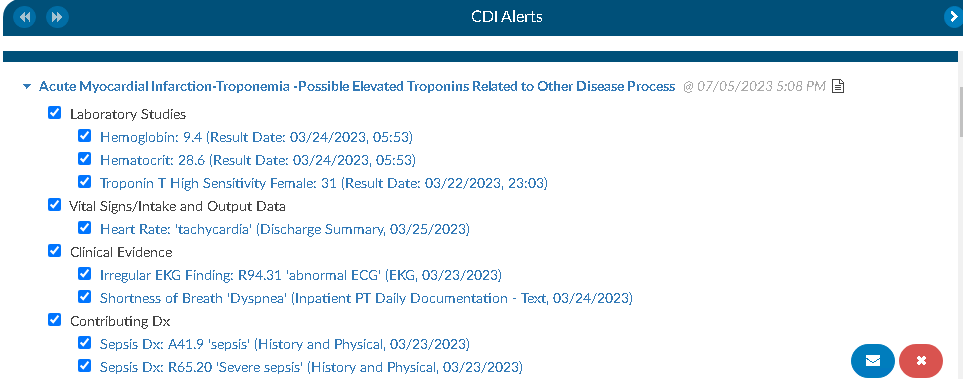 CDI Alerts
Acute Myocardial Infarction-Troponemia -Possible Elevated Troponins Related to Other Disease Process @ 07/05/2023 5:08 PM
Laboratory Studies
Hemoglobin: 9.4 (Result Date: 03/24/2023, 05:53)
Hematocrit: 28.6 (Result Date: 03/24/2023, 05:53)
Troponin T High Sensitivity Female: 31 (Result Date: 03/22/2023, 23:03)
Vital Signs/Intake and Output Data
Heart Rate: 'tachycardia' (Discharge Summary, 03/25/2023)
Clinical Evidence
Irregular EKG Finding: R94.31 'abnormal ECG' (EKG, 03/23/2023)
Shortness of Breath 'Dyspnea' (Inpatient PT Daily Documentation - Text, 03/24/2023)
Contributing Dx
Sepsis Dx: A41.9 'sepsis' (History and Physical, 03/23/2023)
Sepsis Dx: R65.20 'Severe sepsis' (History and Physical, 03/23/2023)